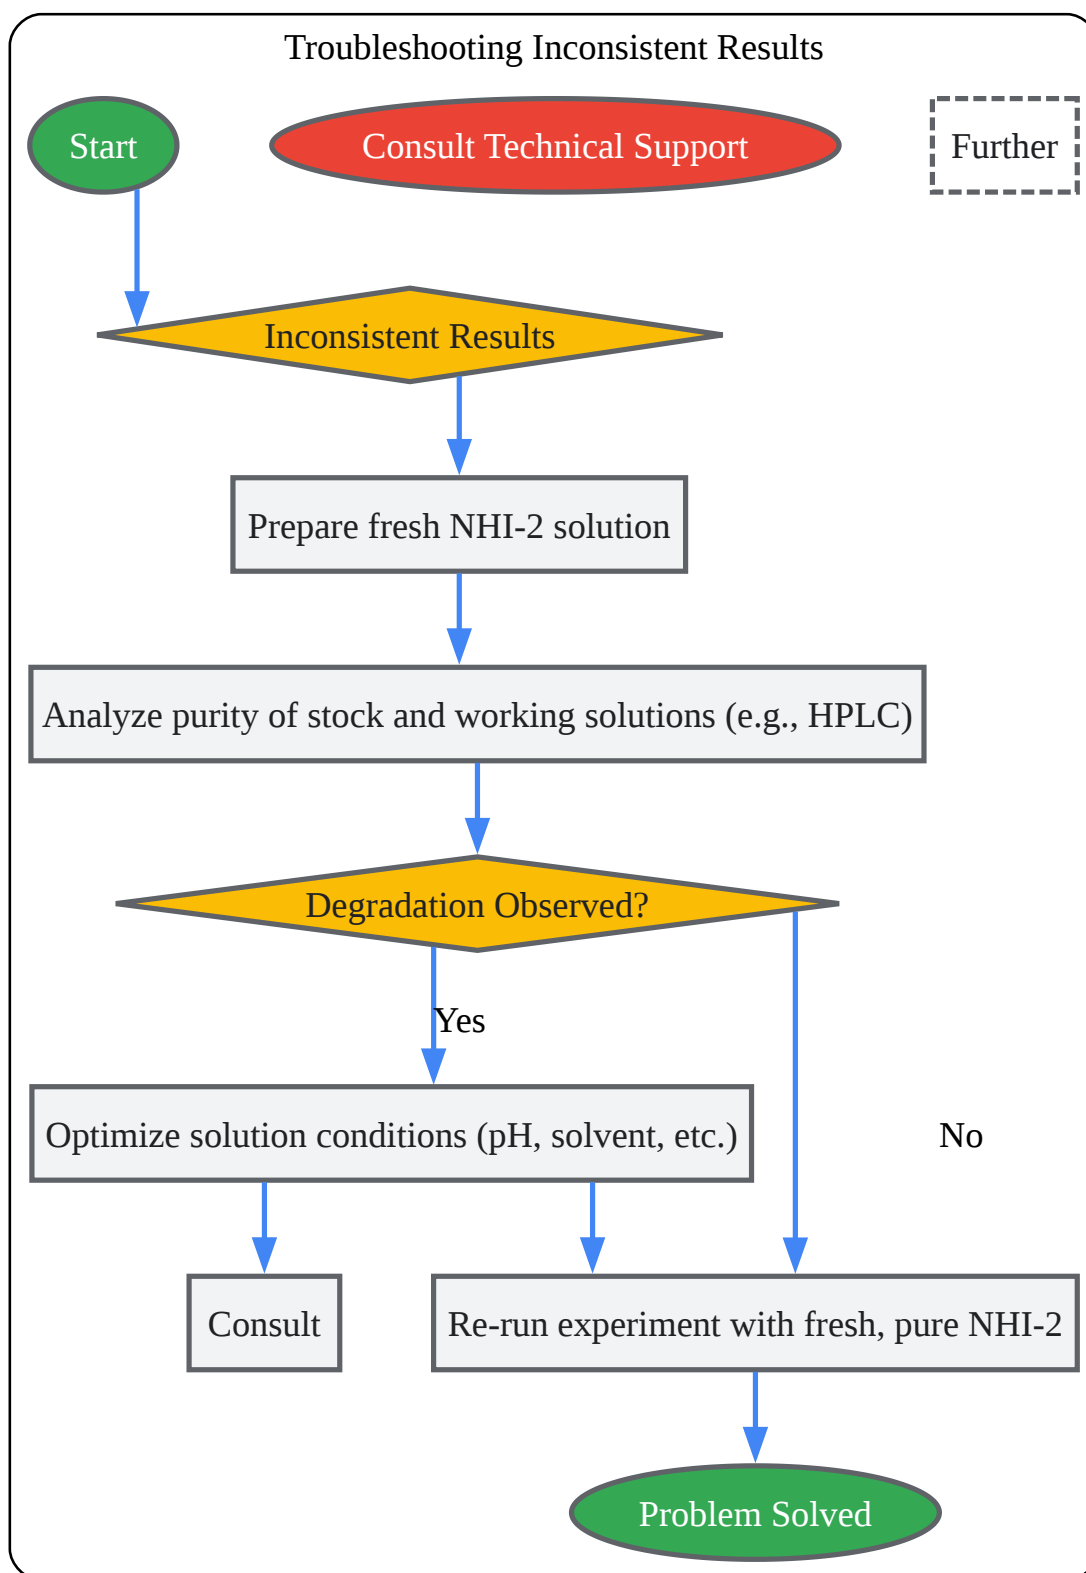 Troubleshooting Inconsistent Results
Start
Consult Technical Support
Further
Inconsistent Results
Prepare fresh NHI-2 solution
Analyze purity of stock and working solutions (e.g., HPLC)
Degradation Observed?
Yes
Optimize solution conditions (pH, solvent, etc.)
No
Consult
Re-run experiment with fresh, pure NHI-2
Problem Solved